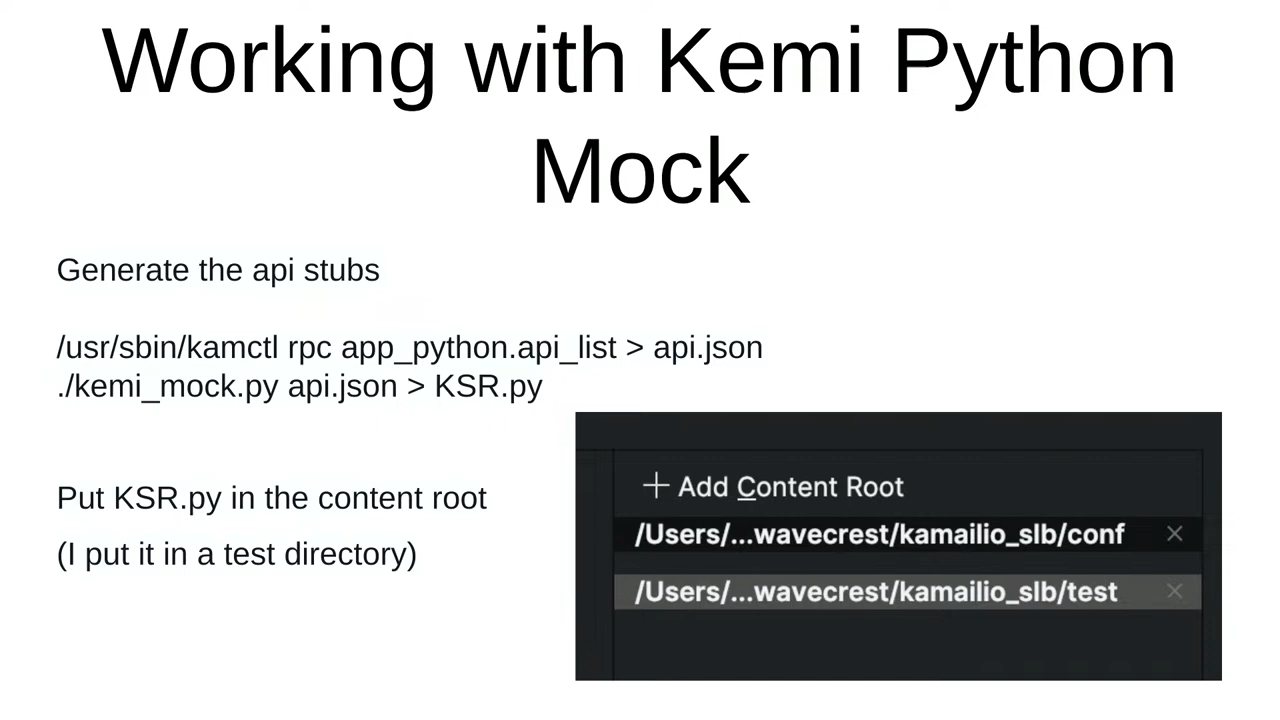 Working with Kemi Python
Mock
Generate the api stubs
/usr/sbin/kamctl rpc app_python.api_list > api.json
./kemi_mock.py api.json > KSR.py
Put KSR.py in the content root
(I put it in a test directory)
+ Add Content Root
/Users/...wavecrest/kamailio_slb/conf ×
/Users/...wavecrest/kamailio_slb/test ×